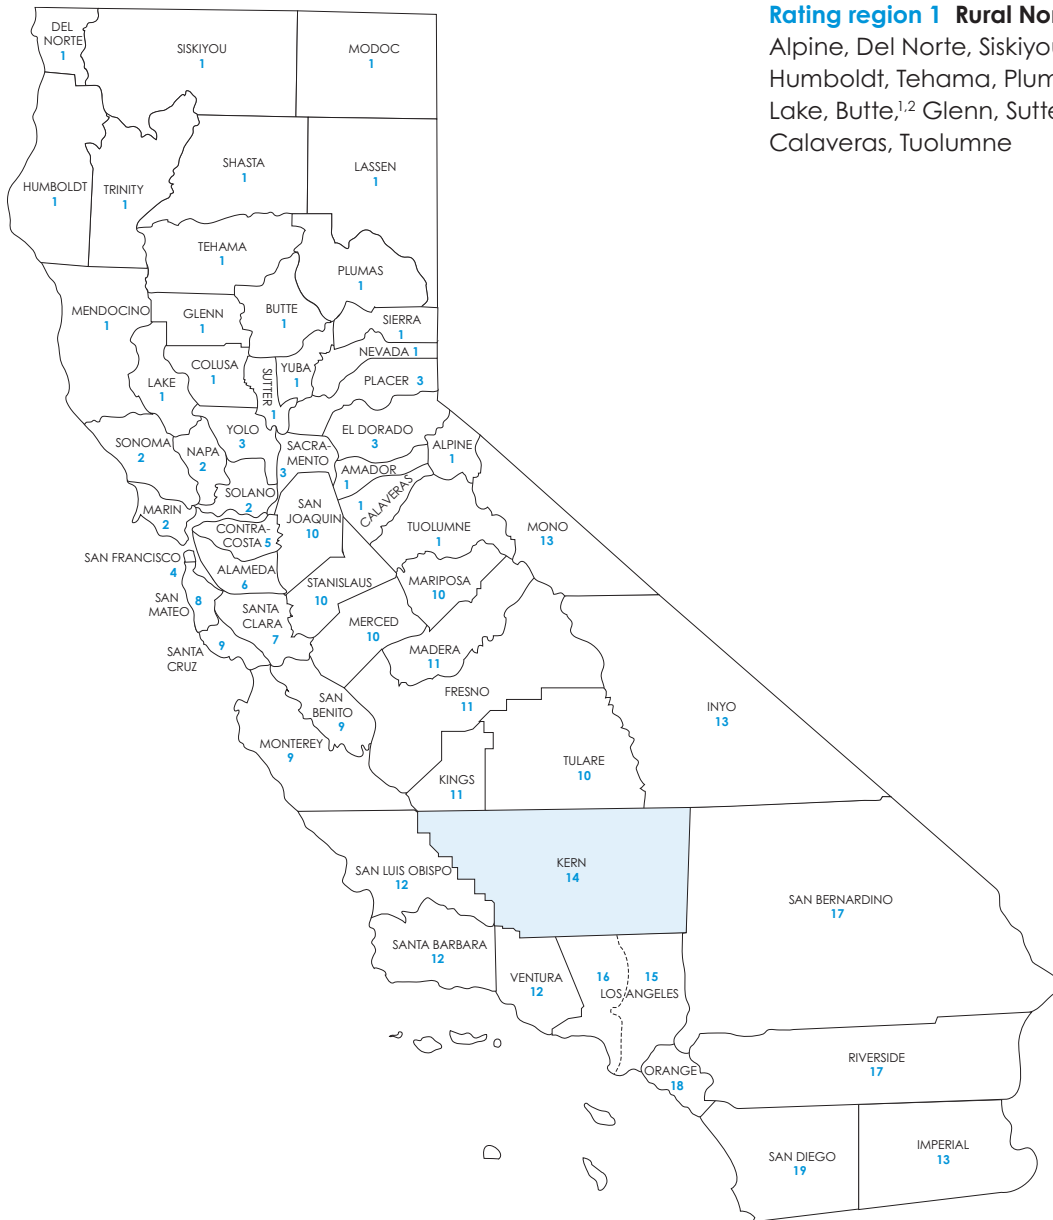 Rating region 1 Rural
Alpine, Del Norte,
Humboldt, Tehama,
Lake, Butte,1,2 Glenn,
Calaveras, Tuolumne
DEL
NORTE
1
SISKIYOU
1
MODOC
1
HUMBOLDT
1
TRINITY
1
SHASTA
1
LASSEN
1
TEHAMA
1
PLUMAS
1
MENDOCINO
1
GLENN
1
BUTTE
1
SIERRA
1
NEVADA 1
COLUSA
1
SUTTER
1
YUBA
1
PLACER 3
LAKE
1
SONOMA
2
NAPA
2
YOLO
3
SACRA-
MENTO
3
EL DORADO
3
ALPINE
1
AMADOR
1
CALAVERAS
1
SOLANO
2
MARIN
2
SAN
JOAQUIN
10
TUOLUMNE
1
MONO
13
CONTRA-
COSTA 5
SAN FRANCISCO
4
ALAMEDA
6
STANISLAUS
10
MARIPOSA
10
SAN
MATEO
8
SANTA
CLARA
7
MERCED
10
SANTA
CRUZ
9
MADERA
11
FRESNO
11
SAN
BENITO
9
INYO
13
MONTEREY
9
KINGS
11
TULARE
10
SAN LUIS OBISPO
12
KERN
14
SAN BERNARDINO
17
SANTA BARBARA
12
VENTURA
12
16
15
LOS ANGELES
ORANGE
18
RIVERSIDE
17
SAN DIEGO
19
IMPERIAL
13